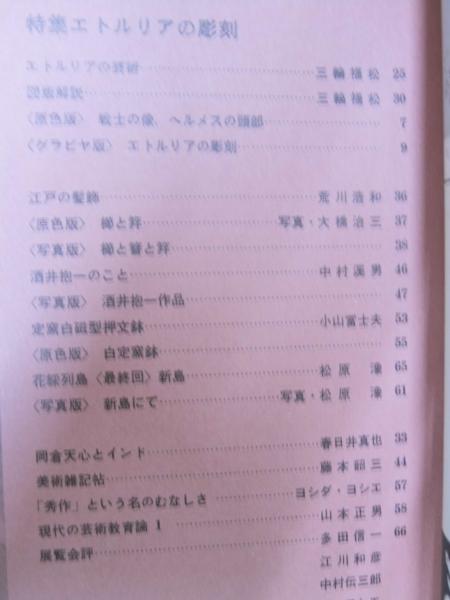 特集エトルリアの彫刻
エトルリアの芸術 三輪福松 25
図版解説 三輪福松 30
〈原色版〉 戦士の像、ヘルメスの頭部 7
〈グラビヤ版〉 エトルリアの彫刻 9
江戸の髪飾 荒川浩和 36
〈原色版〉 櫛と笄 写真・大橋治三 37
〈写真版〉 櫛と簪と笄 38
酒井抱一のこと 中村溪男 46
〈写真版〉 酒井抱一作品 47
定窯白磁型押文鉢 小山冨士夫 53
〈原色版〉 白定窯鉢 55
花綵列島〈最終回〉新島 松原 65
〈写真版〉 新島にて 写真・松原 61
岡倉天心とインド 春日井真也 33
美術雑記帖 藤本韶三 44
「秀作」という名のむなしさ ヨシダ・ヨシエ 57
現代の芸術教育論 1 山本正男 58
展覧会評 多田信一 66
江川和彦
中村伝三郎